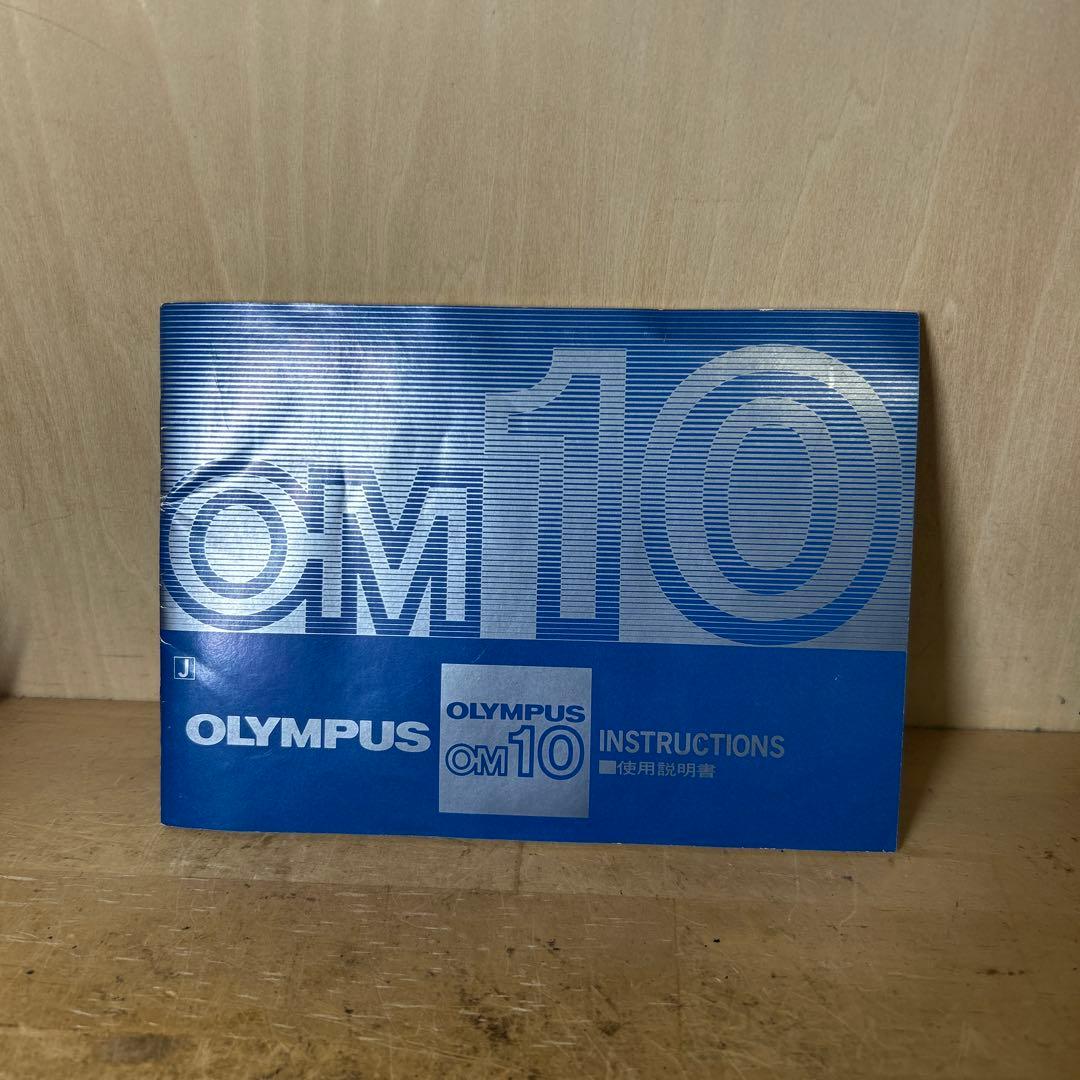 OM10
J
OLYMPUS
OLYMPUS
OM10
INSTRUCTIONS
■使用説明書